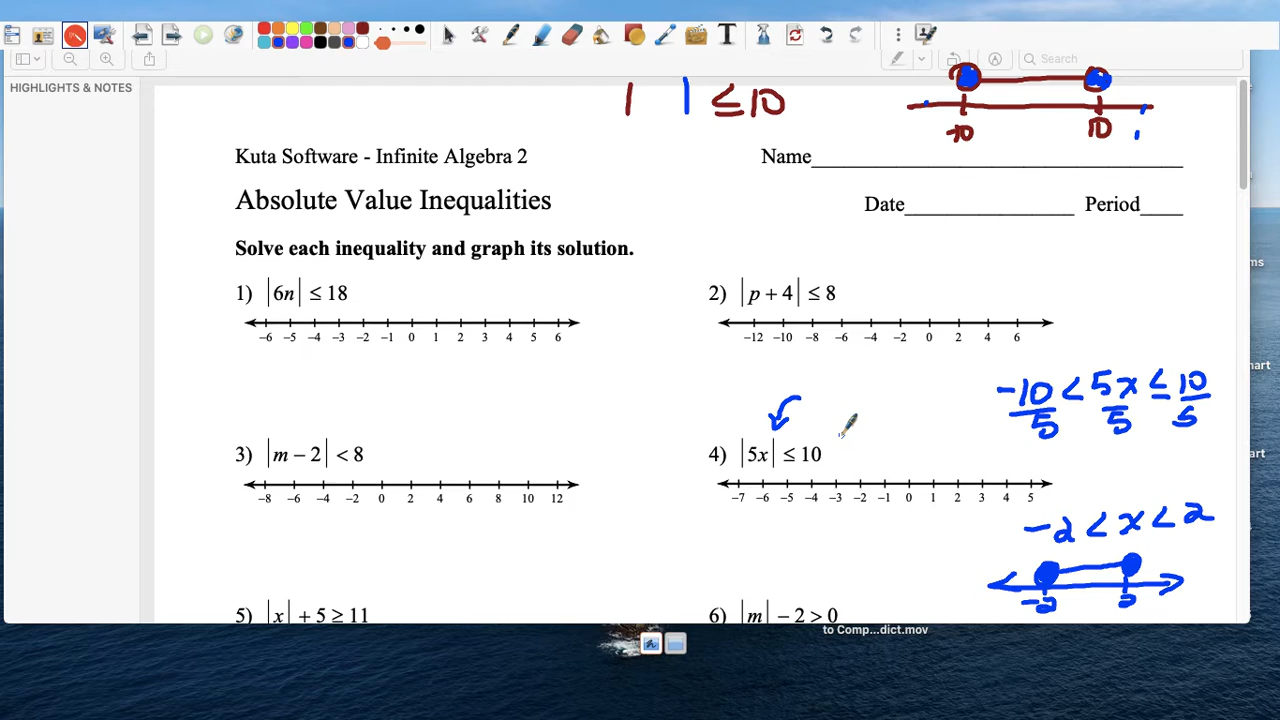 Search
HIGHLIGHTS & NOTES
| | ≤ 10
-10 10
Kuta Software - Infinite Algebra 2
Name
Absolute Value Inequalities
Date Period
Solve each inequality and graph its solution.
1) |6n| ≤ 18
2) |p + 4| ≤ 8
-6 -5 -4 -3 -2 -1 0 1 2 3 4 5 6
-12 -10 -8 -6 -4 -2 0 2 4 6
-10/5 < 5x/5 ≤ 10/5
3) |m − 2| < 8
4) |5x| ≤ 10
-8 -6 -4 -2 0 2 4 6 8 10 12
-7 -6 -5 -4 -3 -2 -1 0 1 2 3 4 5
-2 < x < 2
-2 2
5) |x| + 5 ≥ 11
6) |m| − 2 > 0
to Comp...dict.mov